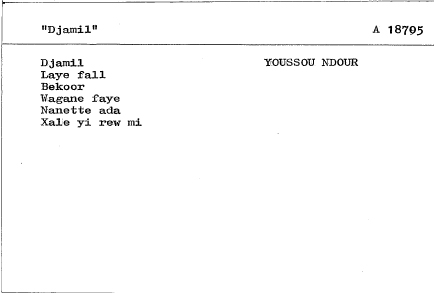 "Djamil" A 18795
Djamil YOUSSOU NDOUR
Laye fall
Bekoor
Wagane faye
Nanette ada
Xale yi rew mi